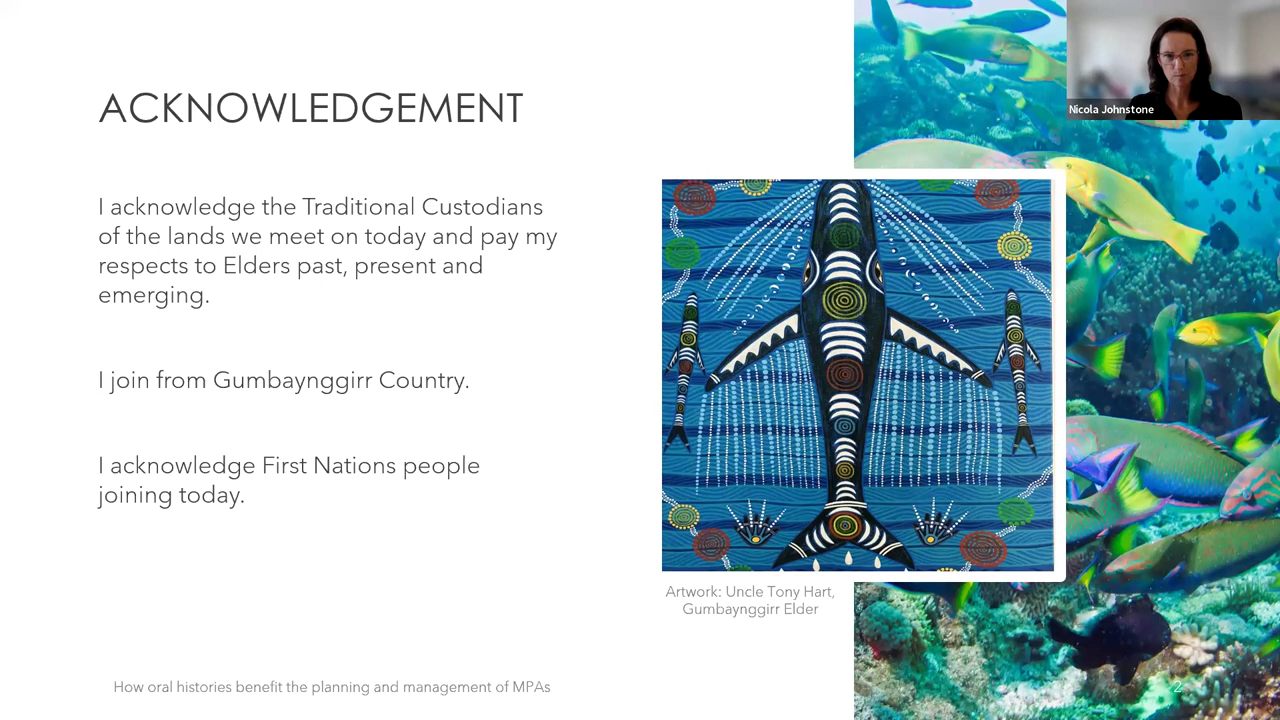 Nicola Johnstone
ACKNOWLEDGEMENT
I acknowledge the Traditional Custodians
of the lands we meet on today and pay my
respects to Elders past, present and
emerging.
I join from Gumbaynggirr Country.
I acknowledge First Nations people
joining today.
Artwork: Uncle Tony Hart,
Gumbaynggirr Elder
How oral histories benefit the planning and management of MPAs
2